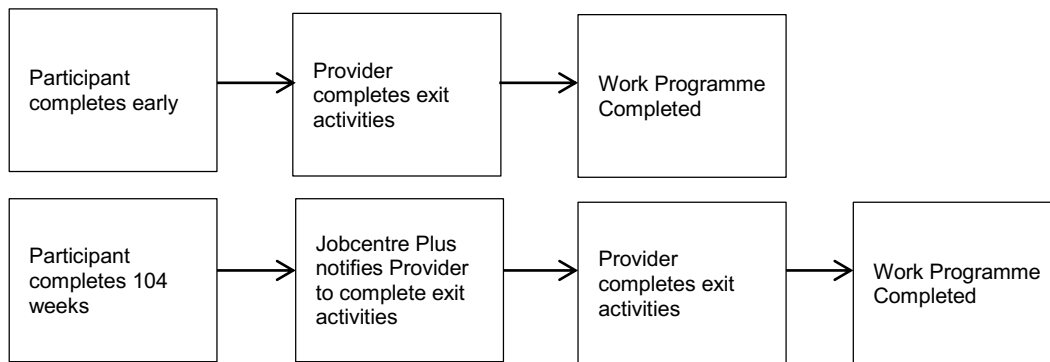 Participant
completes early
Provider
completes exit
activities
Work Programme
Completed
Participant
completes 104
weeks
Jobcentre Plus
notifies Provider
to complete exit
activities
Provider
completes exit
activities
Work Programme
Completed